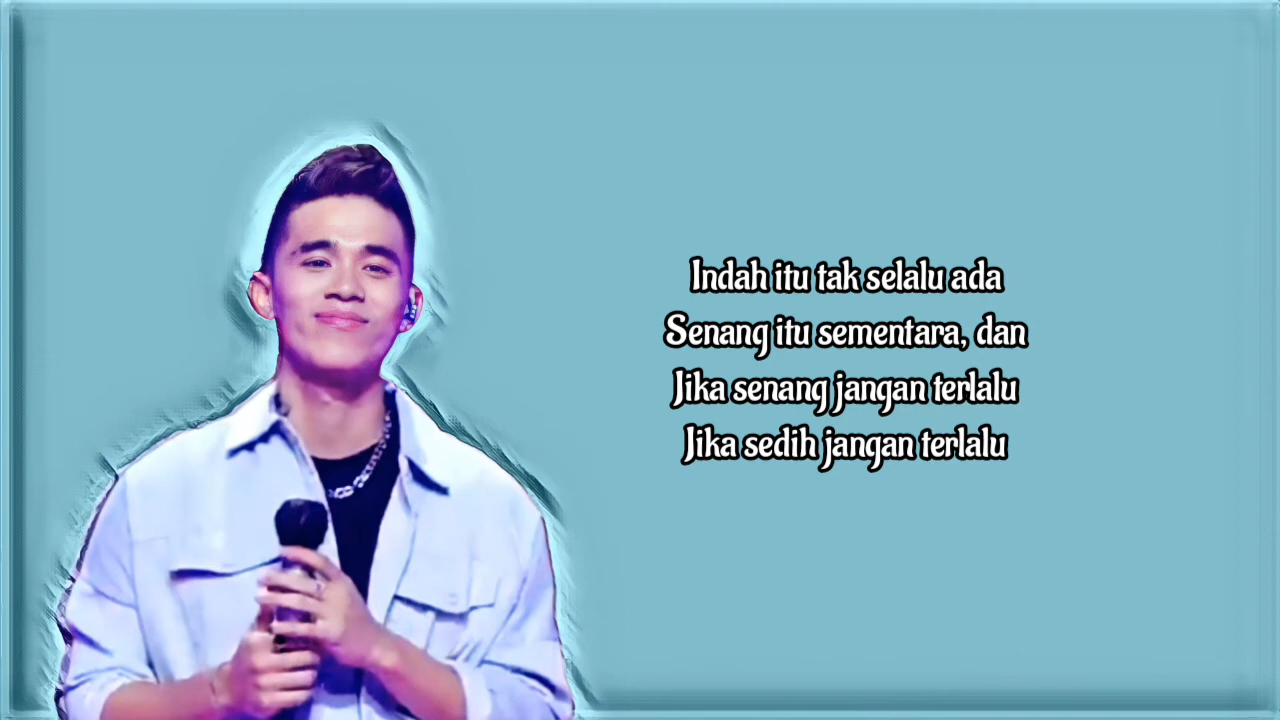 Indah itu tak selalu ada
Senang itu sementara, dan
Jika senang jangan terlalu
Jika sedih jangan terlalu